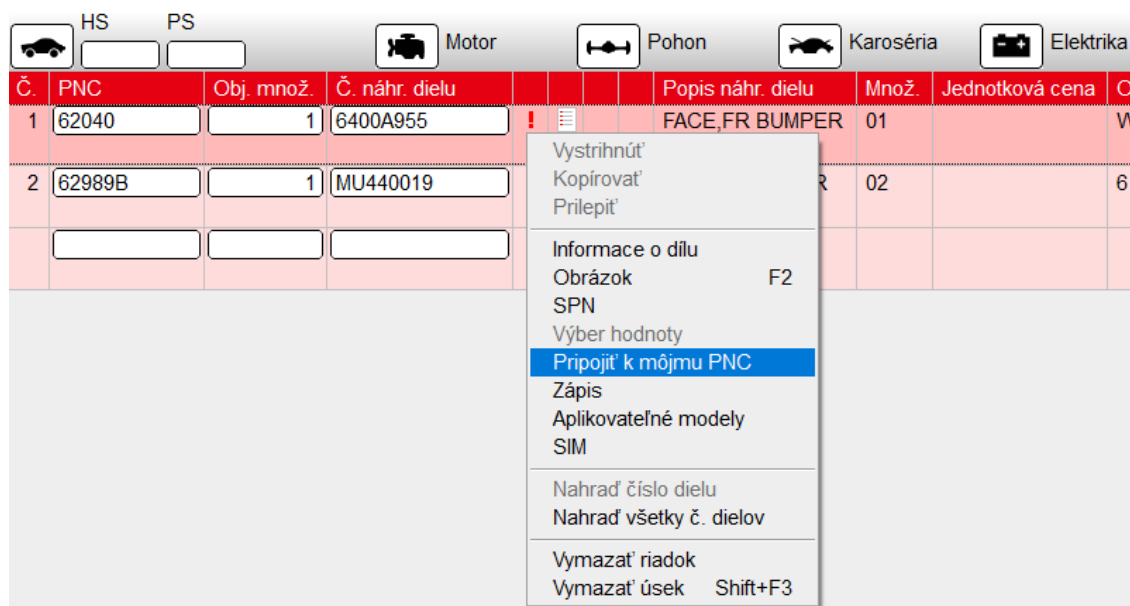 HS PS
Motor Pohon Karoséria Elektrika
Č. PNC Obj. množ. Č. náhr. dielu Popis náhr. dielu Množ. Jednotková cena
1 62040 1 6400A955 ! FACE,FR BUMPER 01
2 62989B 1 MU440019 R 02 6
Vystrihnúť
Kopírovať
Prilepiť
Informace o dílu
Obrázok F2
SPN
Výber hodnoty
Pripojiť k môjmu PNC
Zápis
Aplikovateľné modely
SIM
Nahraď číslo dielu
Nahraď všetky č. dielov
Vymazať riadok
Vymazať úsek Shift+F3